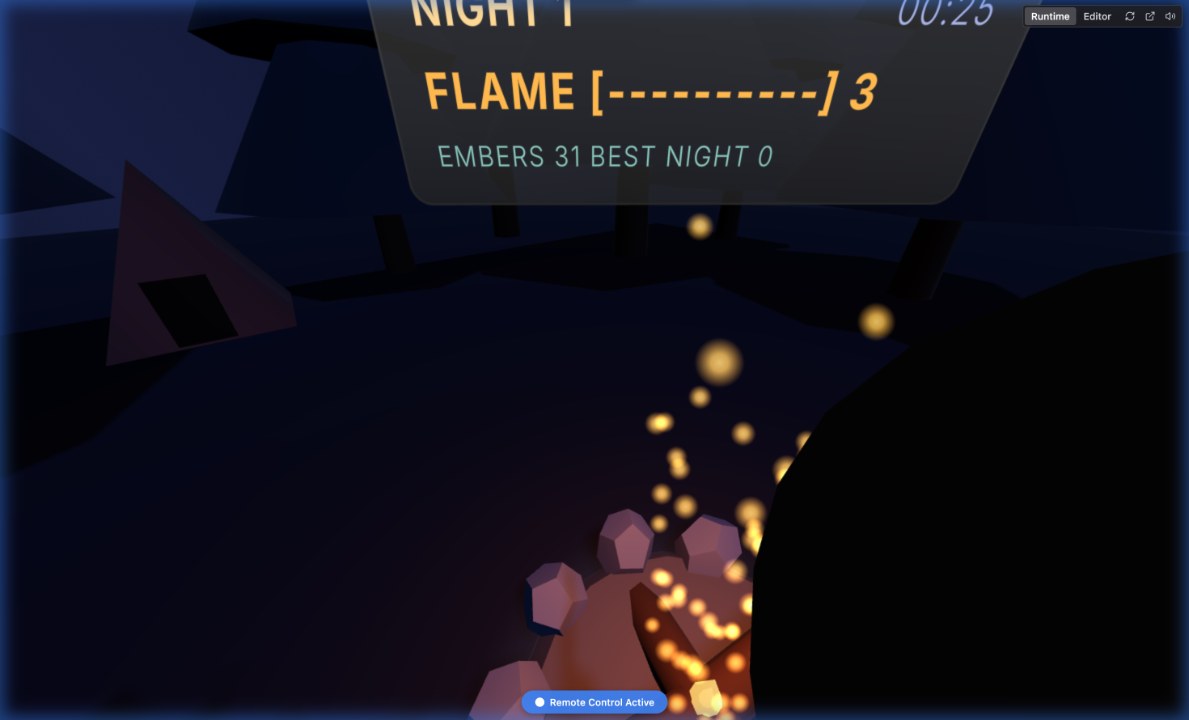 NIGHT 1 00:25
Runtime Editor
FLAME [----------] 3
EMBERS 31 BEST NIGHT 0
Remote Control Active